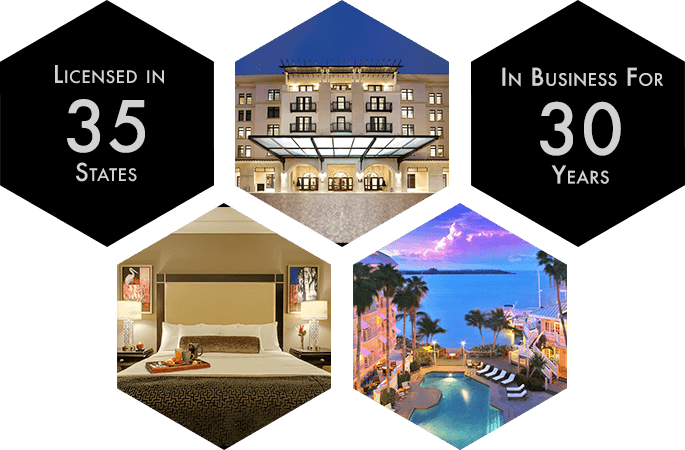 Licensed in
35
States
In Business For
30
Years